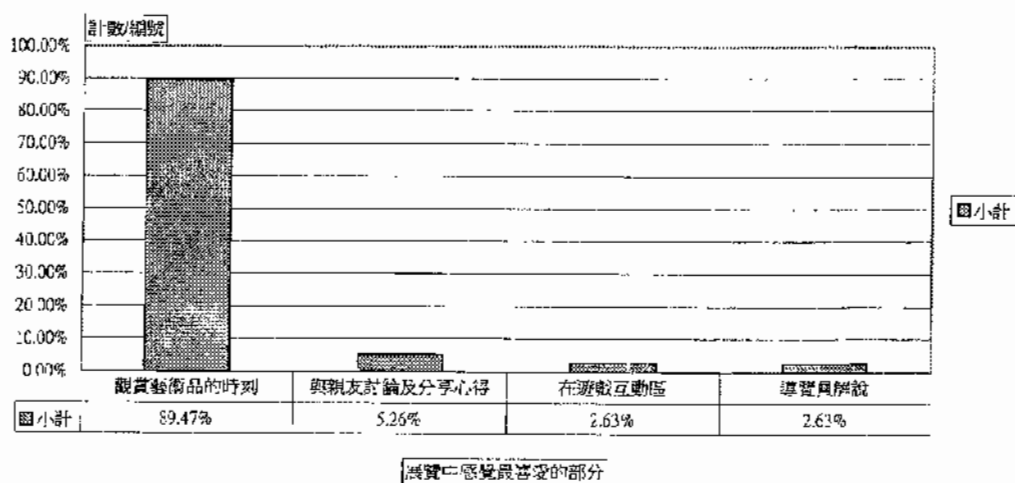 計數/編號
100.00%
90.00%
80.00%
70.00%
60.00%
50.00%
40.00%
30.00%
20.00%
10.00%
0.00%
小計
觀賞藝術品的時刻 與親友討論及分享心得 在遊戲互動區 導覽員解說
小計 89.47% 5.26% 2.63% 2.63%
展覽中感覺最喜愛的部分